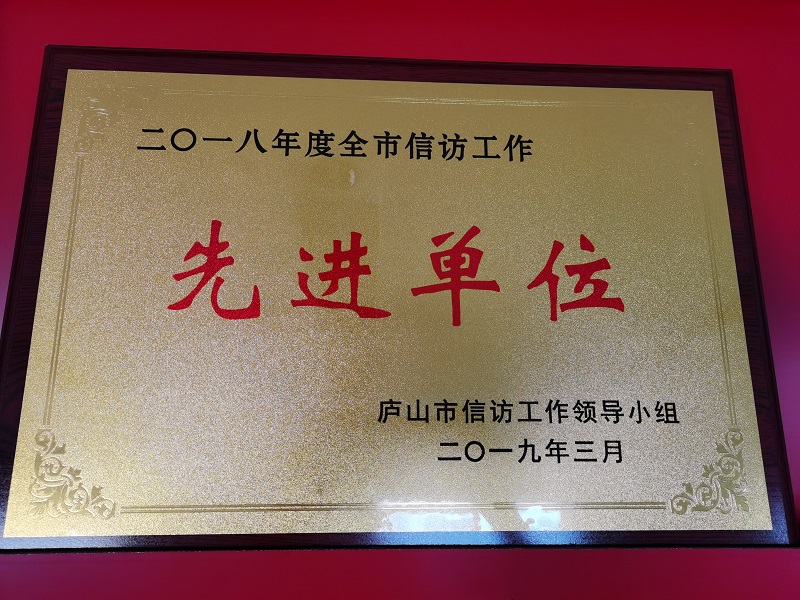 二〇一八年度全市信访工作
先进单位
庐山市信访工作领导小组
二〇一九年三月